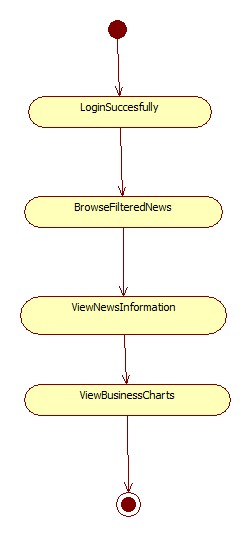 LoginSuccesfully
BrowseFilteredNews
ViewNewsInformation
ViewBusinessCharts